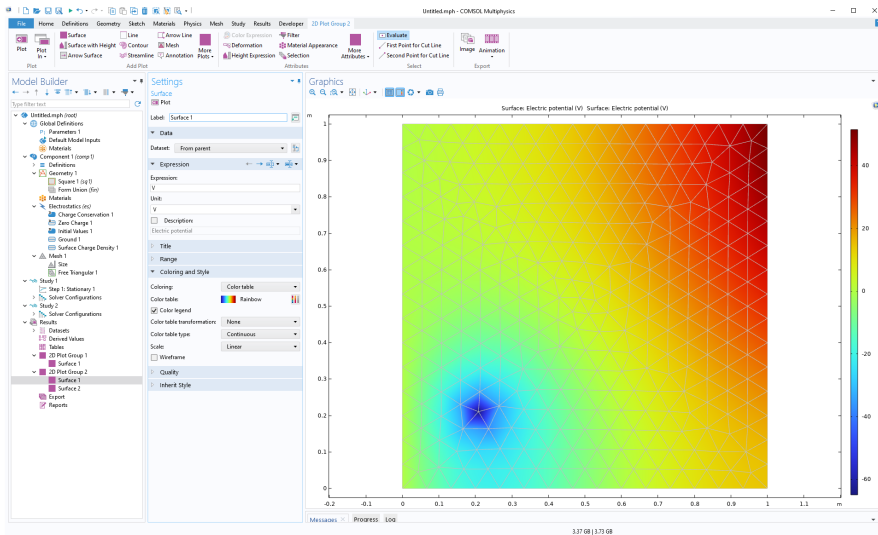 Untitled.mph - COMSOL Multiphysics
File Home Definitions Geometry Sketch Materials Physics Mesh Study Results Developer 2D Plot Group 2
Plot
Plot In
Surface
Surface with Height
Arrow Surface
Line
Contour
Streamline
Arrow Line
Mesh
Annotation
More Plots
Color Expression
Deformation
Height Expression
Filter
Material Appearance
Selection
More Attributes
Evaluate
First Point for Cut Line
Second Point for Cut Line
Image
Animation
Plot Add Plot Attributes Select Export
Model Builder
Type filter text
Untitled.mph (root)
Global Definitions
Pi Parameters 1
Default Model Inputs
Materials
Component 1 (comp1)
Definitions
Geometry 1
Square 1 (sq1)
Form Union (fin)
Materials
Electrostatics (es)
Charge Conservation 1
Zero Charge 1
Initial Values 1
Ground 1
Surface Charge Density 1
Mesh 1
Size
Free Triangular 1
Study 1
Step 1: Stationary 1
Solver Configurations
Study 2
Solver Configurations
Results
Datasets
Derived Values
Tables
2D Plot Group 1
Surface 1
2D Plot Group 2
Surface 1
Surface 2
Export
Reports
Settings
Surface
Plot
Label: Surface 1
Data
Dataset: From parent
Expression
Expression:
V
Unit:
V
Description:
Electric potential
Title
Range
Coloring and Style
Coloring: Color table
Color table: Rainbow
Color legend
Color table transformation: None
Color table type: Continuous
Scale: Linear
Wireframe
Quality
Inherit Style
Graphics
Surface: Electric potential (V) Surface: Electric potential (V)
m
1
0.9
0.8
0.7
0.6
0.5
0.4
0.3
0.2
0.1
0
-0.2 -0.1 0 0.1 0.2 0.3 0.4 0.5 0.6 0.7 0.8 0.9 1 1.1 m
40
20
0
-20
-40
-60
Messages Progress Log
3.37 GB | 3.73 GB